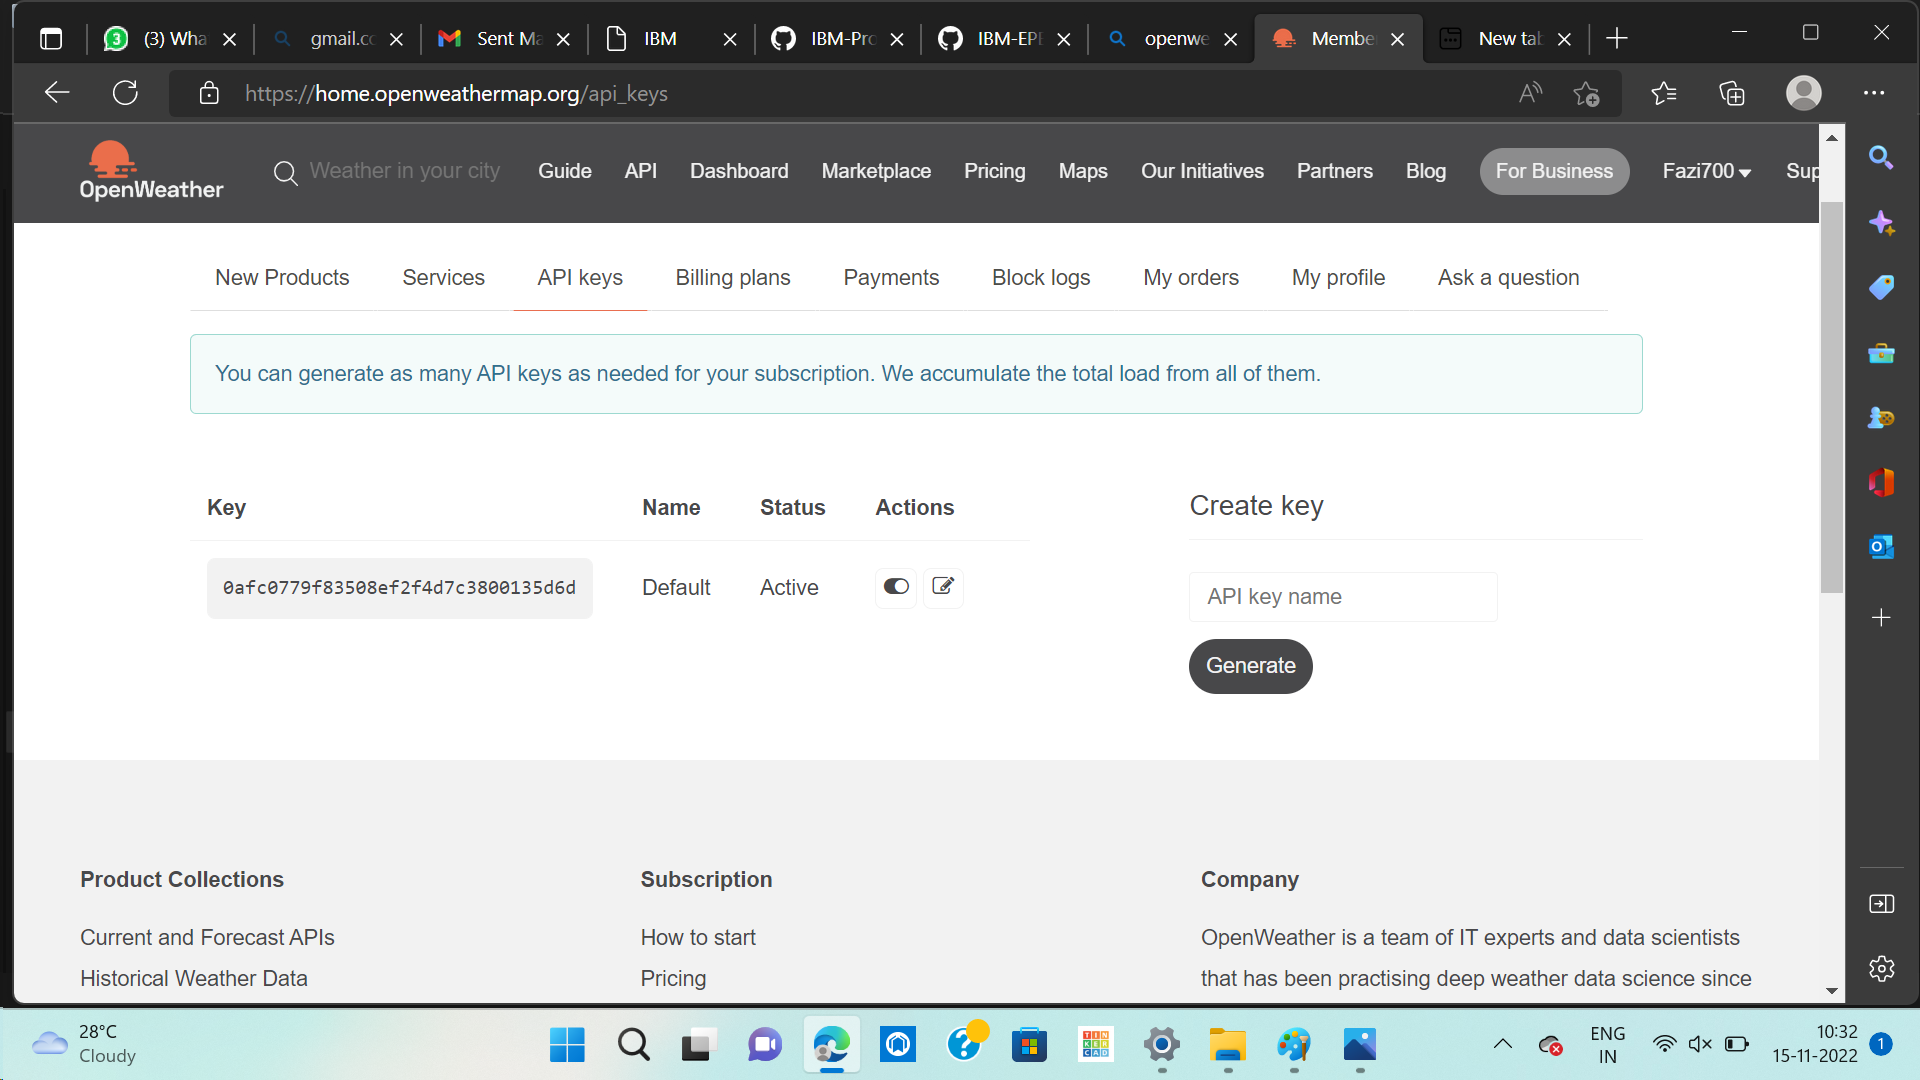 (3) Wha
gmail.co
Sent Ma
IBM
IBM-Pro
IBM-EPB
openwe
Membe
New tab
https://home.openweathermap.org/api_keys
OpenWeather
Weather in your city
Guide
API
Dashboard
Marketplace
Pricing
Maps
Our Initiatives
Partners
Blog
For Business
Fazi700
Sup
New Products
Services
API keys
Billing plans
Payments
Block logs
My orders
My profile
Ask a question
You can generate as many API keys as needed for your subscription. We accumulate the total load from all of them.
Key
Name
Status
Actions
0afc0779f83508ef2f4d7c3800135d6d
Default
Active
Create key
API key name
Generate
Product Collections
Current and Forecast APIs
Historical Weather Data
Subscription
How to start
Pricing
Company
OpenWeather is a team of IT experts and data scientists
that has been practising deep weather data science since
28°C
Cloudy
TIN
KER
CAD
ENG
IN
10:32
15-11-2022
1